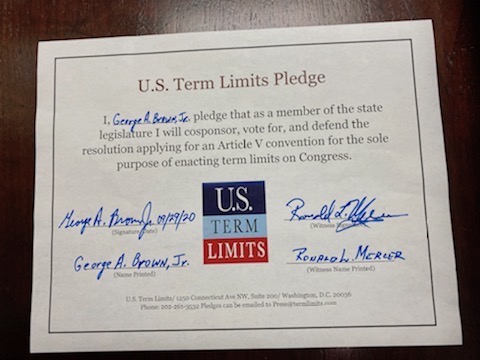 U.S. Term Limits Pledge
I, George A. Brown, Jr. pledge that as a member of the state
legislature I will cosponsor, vote for, and defend the
resolution applying for an Article V convention for the sole
purpose of enacting term limits on Congress.
George A. Brown Jr 09/29/20
(Signature/Date)
George A. Brown, Jr.
(Name Printed)
U.S.
TERM
LIMITS
Ronald L. Mercer
(Witness Signature)
RONALD L. MERCER
(Witness Name Printed)
U.S. Term Limits/ 1250 Connecticut Ave NW, Suite 200/ Washington, D.C. 20036
Phone: 202-261-3532 Pledges can be emailed to Press@termlimits.com